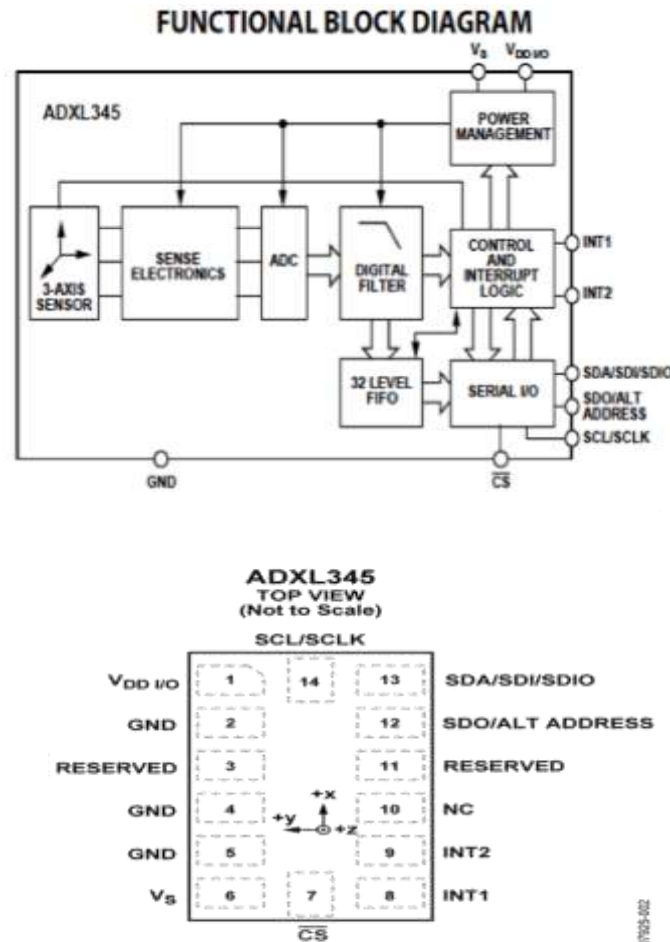 FUNCTIONAL BLOCK DIAGRAM
VS VDD I/O
ADXL345
POWER
MANAGEMENT
3-AXIS
SENSOR
SENSE
ELECTRONICS
ADC
DIGITAL
FILTER
CONTROL
AND
INTERRUPT
LOGIC
INT1
INT2
32 LEVEL
FIFO
SERIAL I/O
SDA/SDI/SDIO
SDO/ALT
ADDRESS
SCL/SCLK
GND
CS
ADXL345
TOP VIEW
(Not to Scale)
SCL/SCLK
VDD I/O 1 14 13 SDA/SDI/SDIO
GND 2 12 SDO/ALT ADDRESS
RESERVED 3 11 RESERVED
GND 4 10 NC
+x
+y
+z
GND 5 9 INT2
VS 6 7 8 INT1
CS